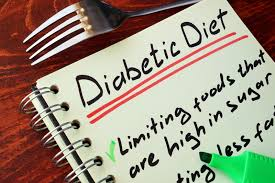 Diabetic Diet
Limiting foods that
are high in sugar
less